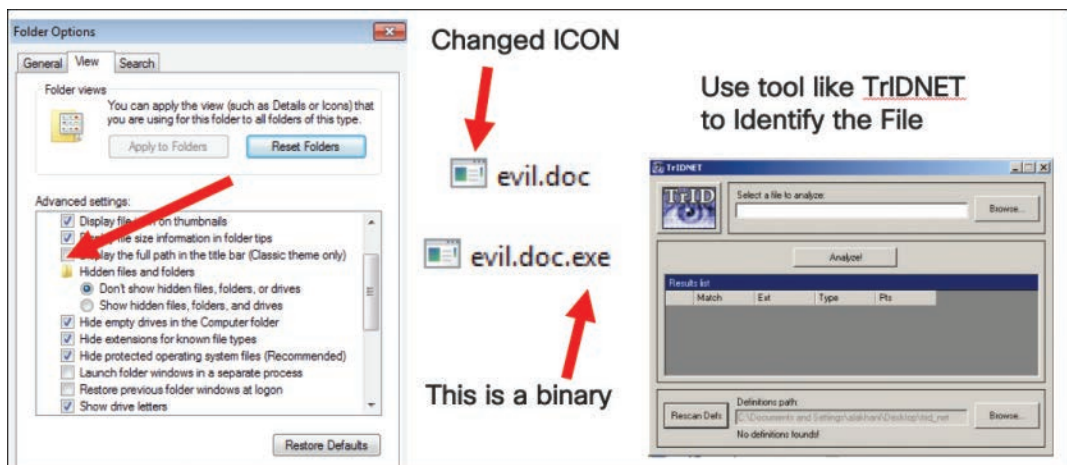 Folder Options
General View Search
Folder views
You can apply the view (such as Details or Icons) that
you are using for this folder to all folders of this type.
Apply to Folders Reset Folders
Advanced settings:
Display file on thumbnails
file size information in folder tips
the full path in the title bar (Classic theme only)
Hidden files and folders
Don't show hidden files, folders, or drives
Show hidden files, folders, and drives
Hide empty drives in the Computer folder
Hide extensions for known file types
Hide protected operating system files (Recommended)
Launch folder windows in a separate process
Restore previous folder windows at logon
Show drive letters
Restore Defaults
Changed ICON
evil.doc
evil.doc.exe
This is a binary
Use tool like TrIDNET
to Identify the File
TrIDNET
TrID
Select a file to analyze:
Browse...
Analyze!
Results list
Match Ext Type Pts
Definitions path:
Rescan Defs C:\Documents and Settings\alakhani\Desktop\trid_net Browse...
No definitions founds!